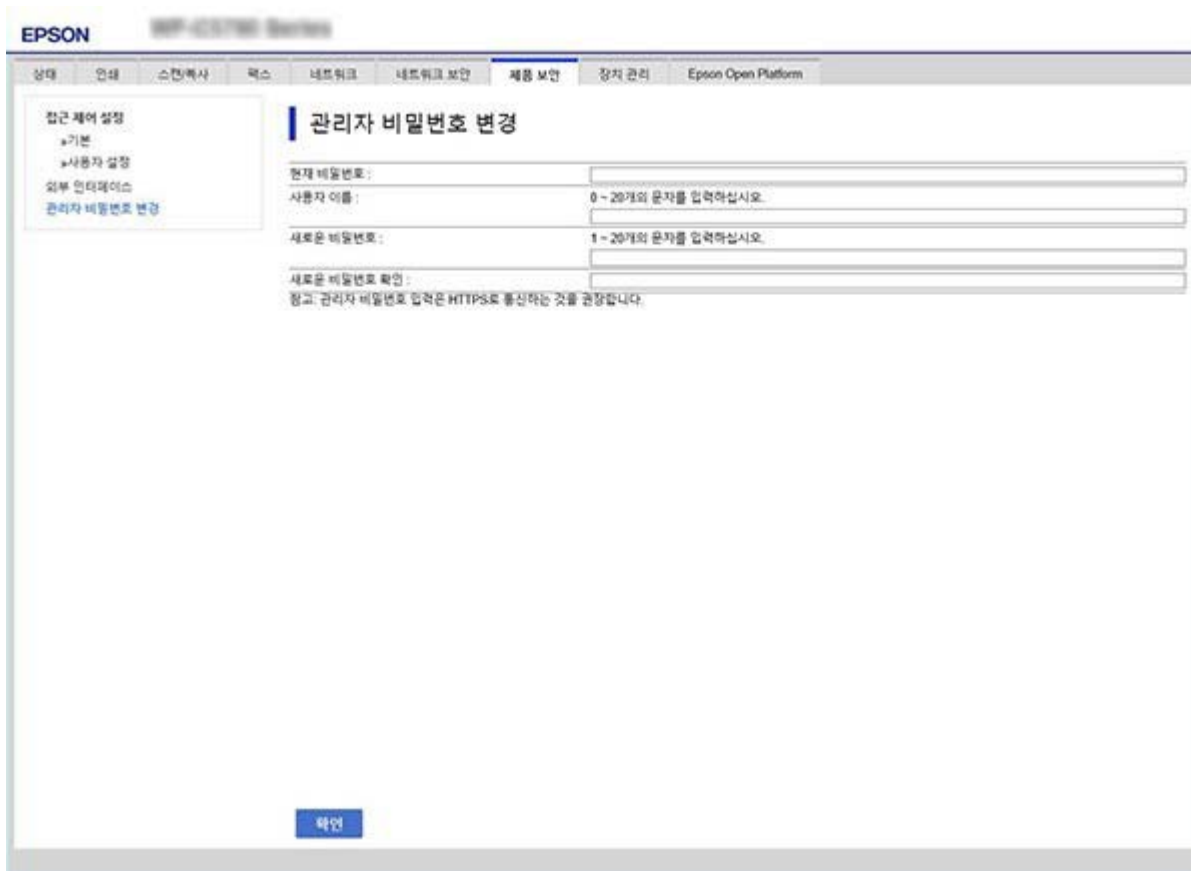 EPSON
상태 인쇄 스캔/복사 팩스 네트워크 네트워크 보안 제품 보안 장치 관리 Epson Open Platform
접근 제어 설정
»기본
»사용자 설정
외부 인터페이스
관리자 비밀번호 변경
관리자 비밀번호 변경
현재 비밀번호 :
사용자 이름 : 0 ~ 20개의 문자를 입력하십시오.
새로운 비밀번호 : 1 ~ 20개의 문자를 입력하십시오.
새로운 비밀번호 확인 :
참고: 관리자 비밀번호 입력은 HTTPS로 통신하는 것을 권장합니다.
확인